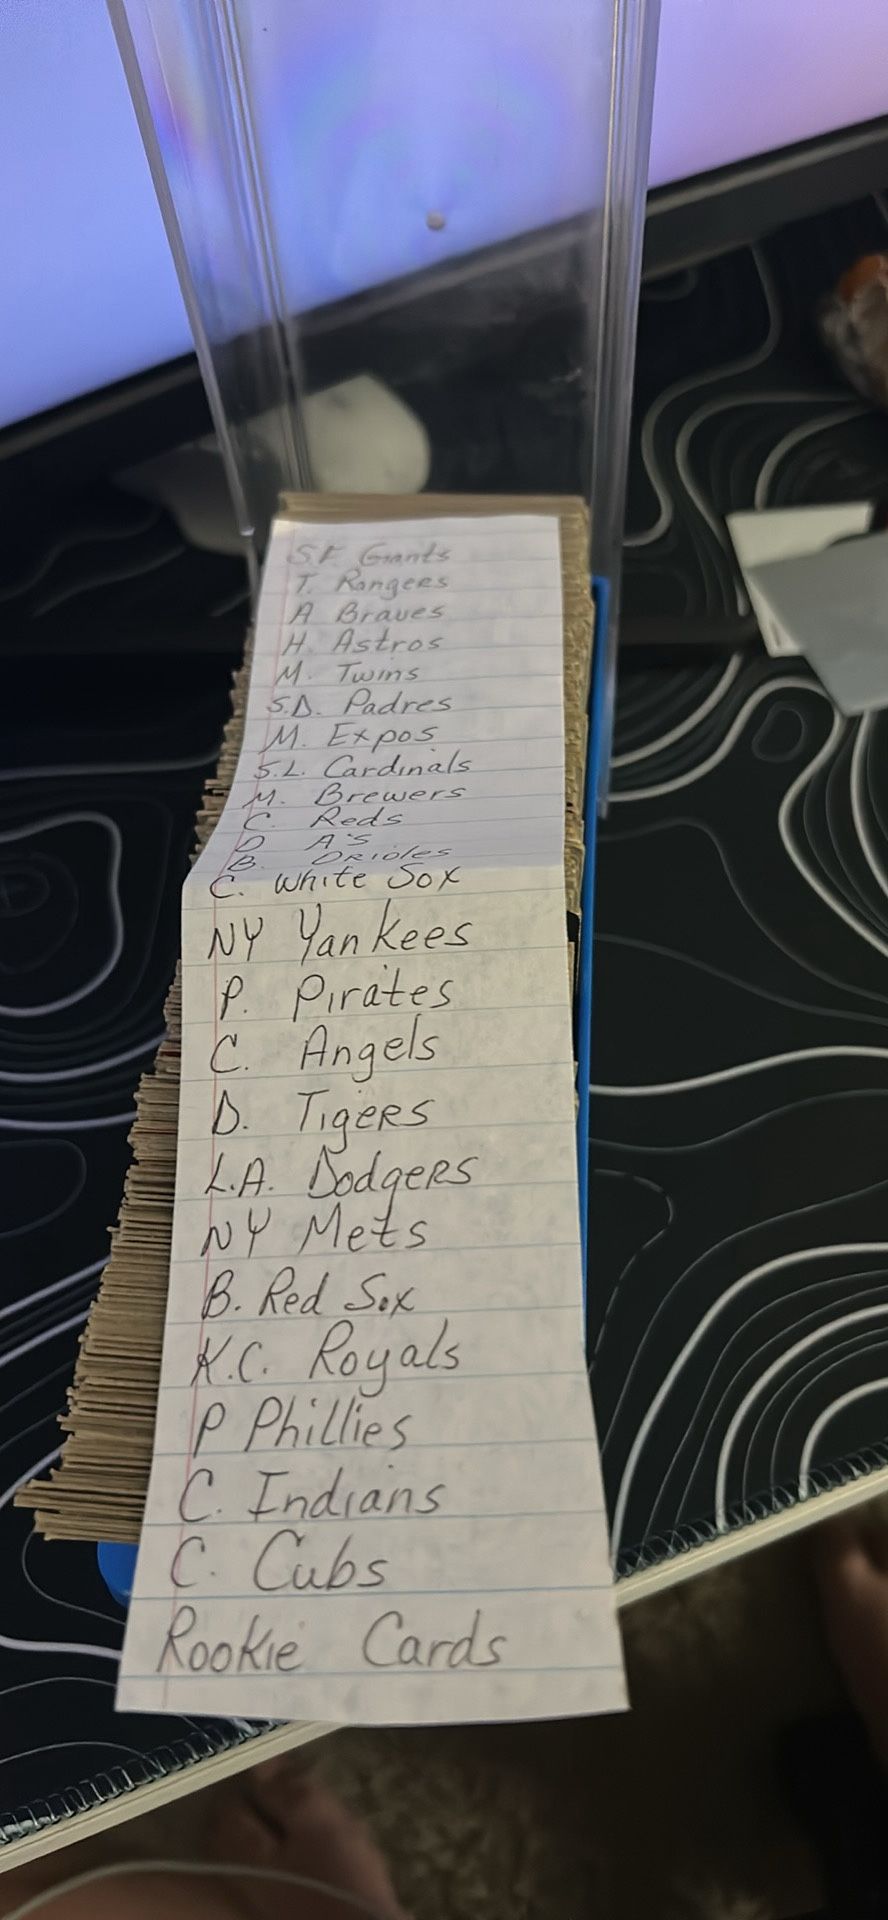 S.F. Giants
T. Rangers
A Braves
H. Astros
M. Twins
S.D. Padres
M. Expos
S.L. Cardinals
M. Brewers
C. Reds
O A's
B. Orioles
C. White Sox
NY Yankees
P. Pirates
C. Angels
D. Tigers
L.A. Dodgers
NY Mets
B. Red Sox
K.C. Royals
P Phillies
C. Indians
C. Cubs
Rookie Cards